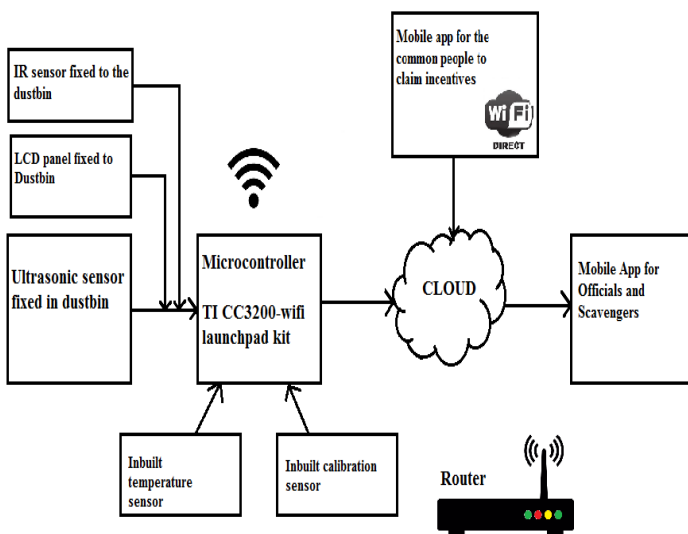 IR sensor fixed to the
dustbin
LCD panel fixed to
Dustbin
Ultrasonic sensor
fixed in dustbin
Microcontroller
TI CC3200-wifi
launchpad kit
Inbuilt
temperature
sensor
Inbuilt calibration
sensor
Mobile app for the
common people to
claim incentives
WiFi
DIRECT
CLOUD
Mobile App for
Officials and
Scavengers
Router